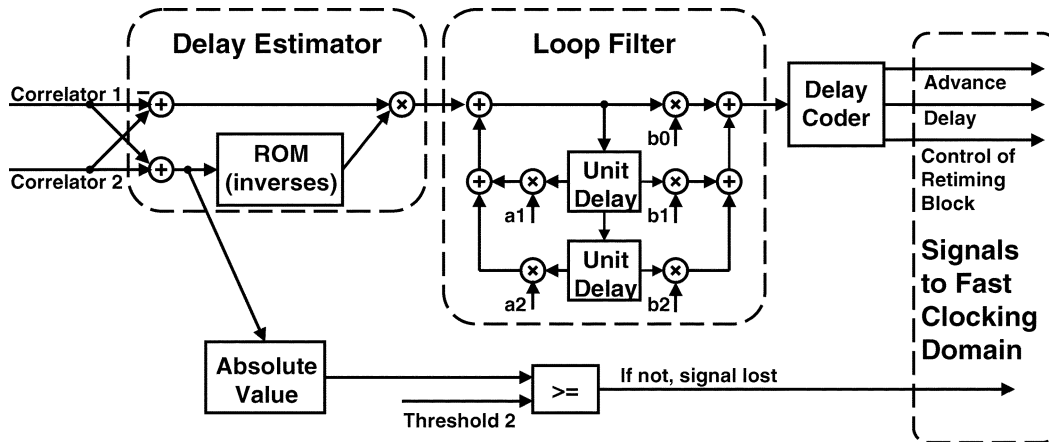 Delay Estimator
Loop Filter
Correlator 1
Correlator 2
−
+
+
×
ROM
(inverses)
+
×
+
b0
+
×
a1
Unit
Delay
×
b1
+
×
a2
Unit
Delay
×
b2
Delay
Coder
Advance
Delay
Control of
Retiming
Block
Signals
to Fast
Clocking
Domain
Absolute
Value
Threshold 2
>=
If not, signal lost